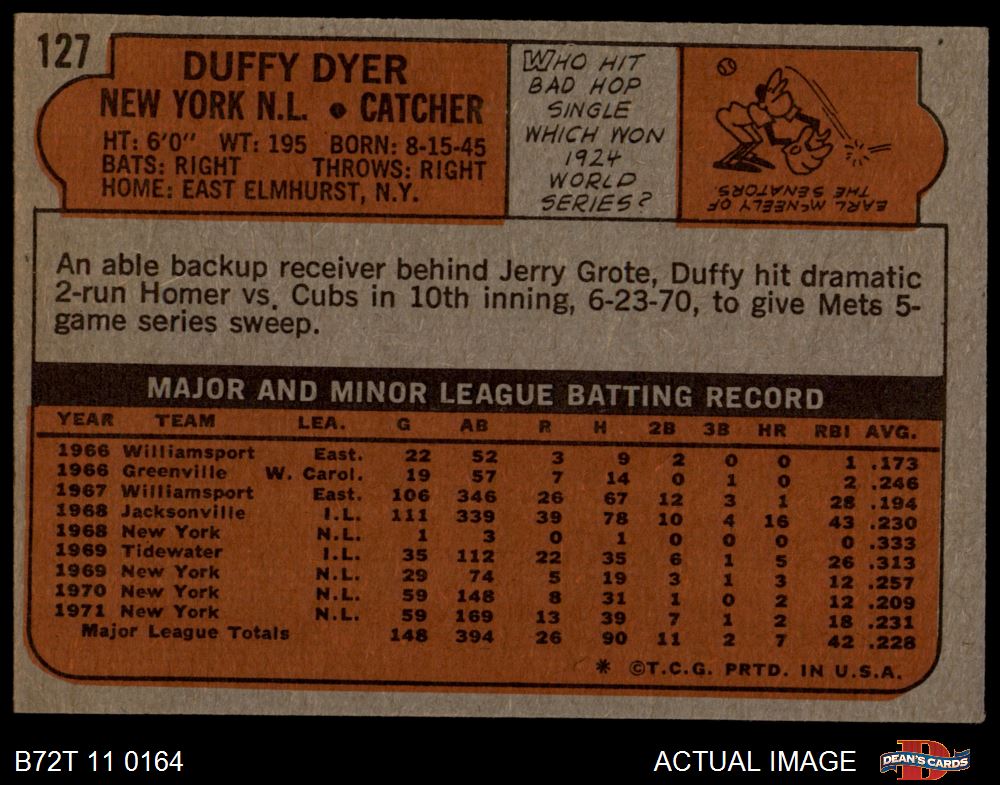 127
DUFFY DYER
NEW YORK N.L. • CATCHER
HT: 6'0" WT: 195 BORN: 8-15-45
BATS: RIGHT THROWS: RIGHT
HOME: EAST ELMHURST, N.Y.
WHO HIT
BAD HOP
SINGLE
WHICH WON
1924
WORLD
SERIES?
EARL McNEELY OF
THE SENATORS.
An able backup receiver behind Jerry Grote, Duffy hit dramatic
2-run Homer vs. Cubs in 10th inning, 6-23-70, to give Mets 5-
game series sweep.
MAJOR AND MINOR LEAGUE BATTING RECORD
YEAR TEAM LEA. G AB R H 2B 3B HR RBI AVG.
1966 Williamsport East. 22 52 3 9 2 0 0 1 .173
1966 Greenville W. Carol. 19 57 7 14 0 1 0 2 .246
1967 Williamsport East. 106 346 26 67 12 3 1 28 .194
1968 Jacksonville I.L. 111 339 39 78 10 4 16 43 .230
1968 New York N.L. 1 3 0 1 0 0 0 0 .333
1969 Tidewater I.L. 35 112 22 35 6 1 5 26 .313
1969 New York N.L. 29 74 5 19 3 1 3 12 .257
1970 New York N.L. 59 148 8 31 1 0 2 12 .209
1971 New York N.L. 59 169 13 39 7 1 2 18 .231
Major League Totals 148 394 26 90 11 2 7 42 .228
* ©T.C.G. PRTD. IN U.S.A.
B72T 11 0164 ACTUAL IMAGE
D
DEAN'S CARDS